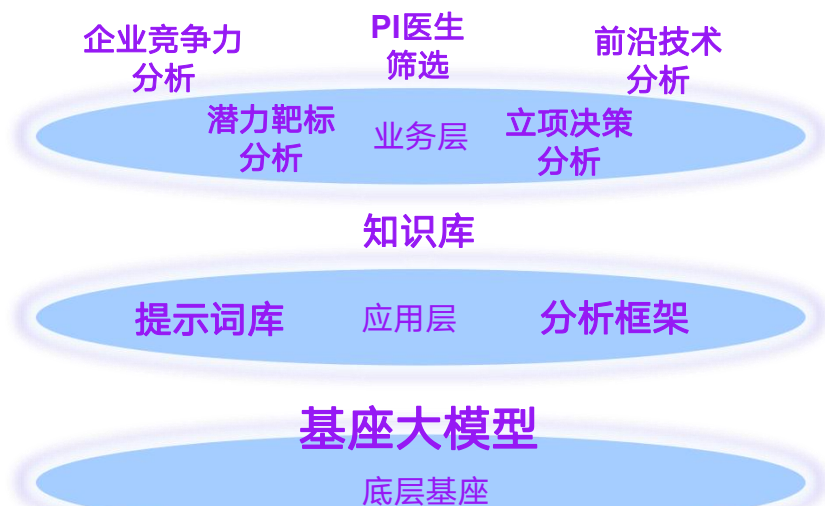 企业竞争力
分析
PI医生
筛选
前沿技术
分析
潜力靶标
分析
业务层
立项决策
分析
知识库
提示词库
应用层
分析框架
基座大模型
底层基座